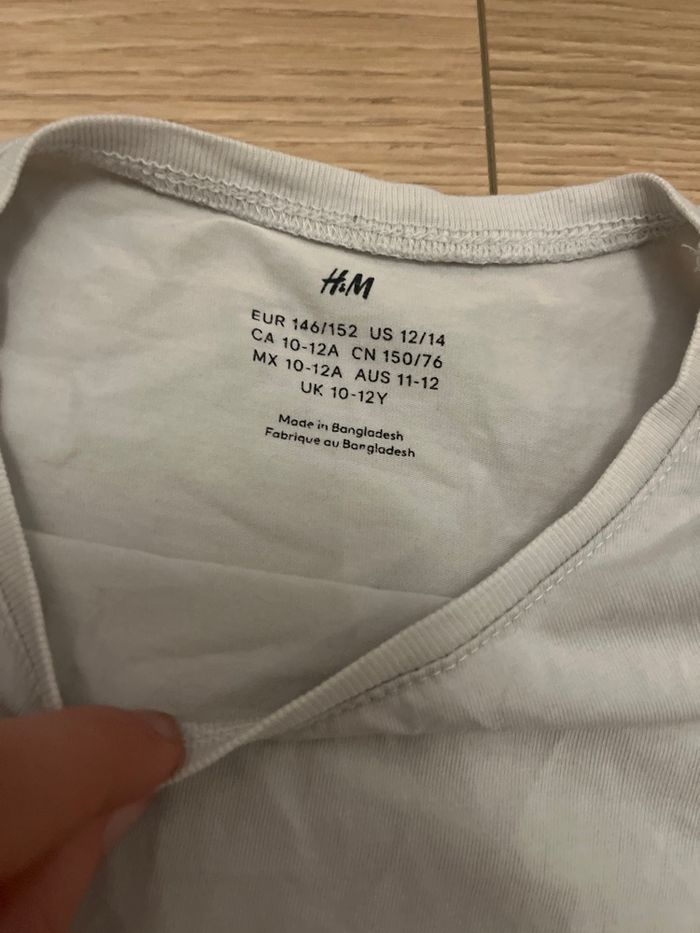 H&M
EUR 146/152 US 12/14
CA 10-12A CN 150/76
MX 10-12A AUS 11-12
UK 10-12Y
Made in Bangladesh
Fabrique au Bangladesh